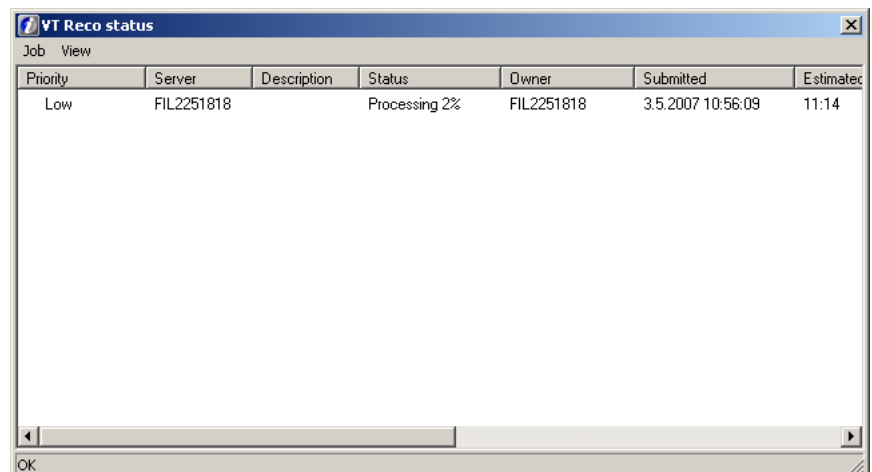 VT Reco status
Job View
Priority Server Description Status Owner Submitted Estimated
Low FIL2251818 Processing 2% FIL2251818 3.5.2007 10:56:09 11:14
OK